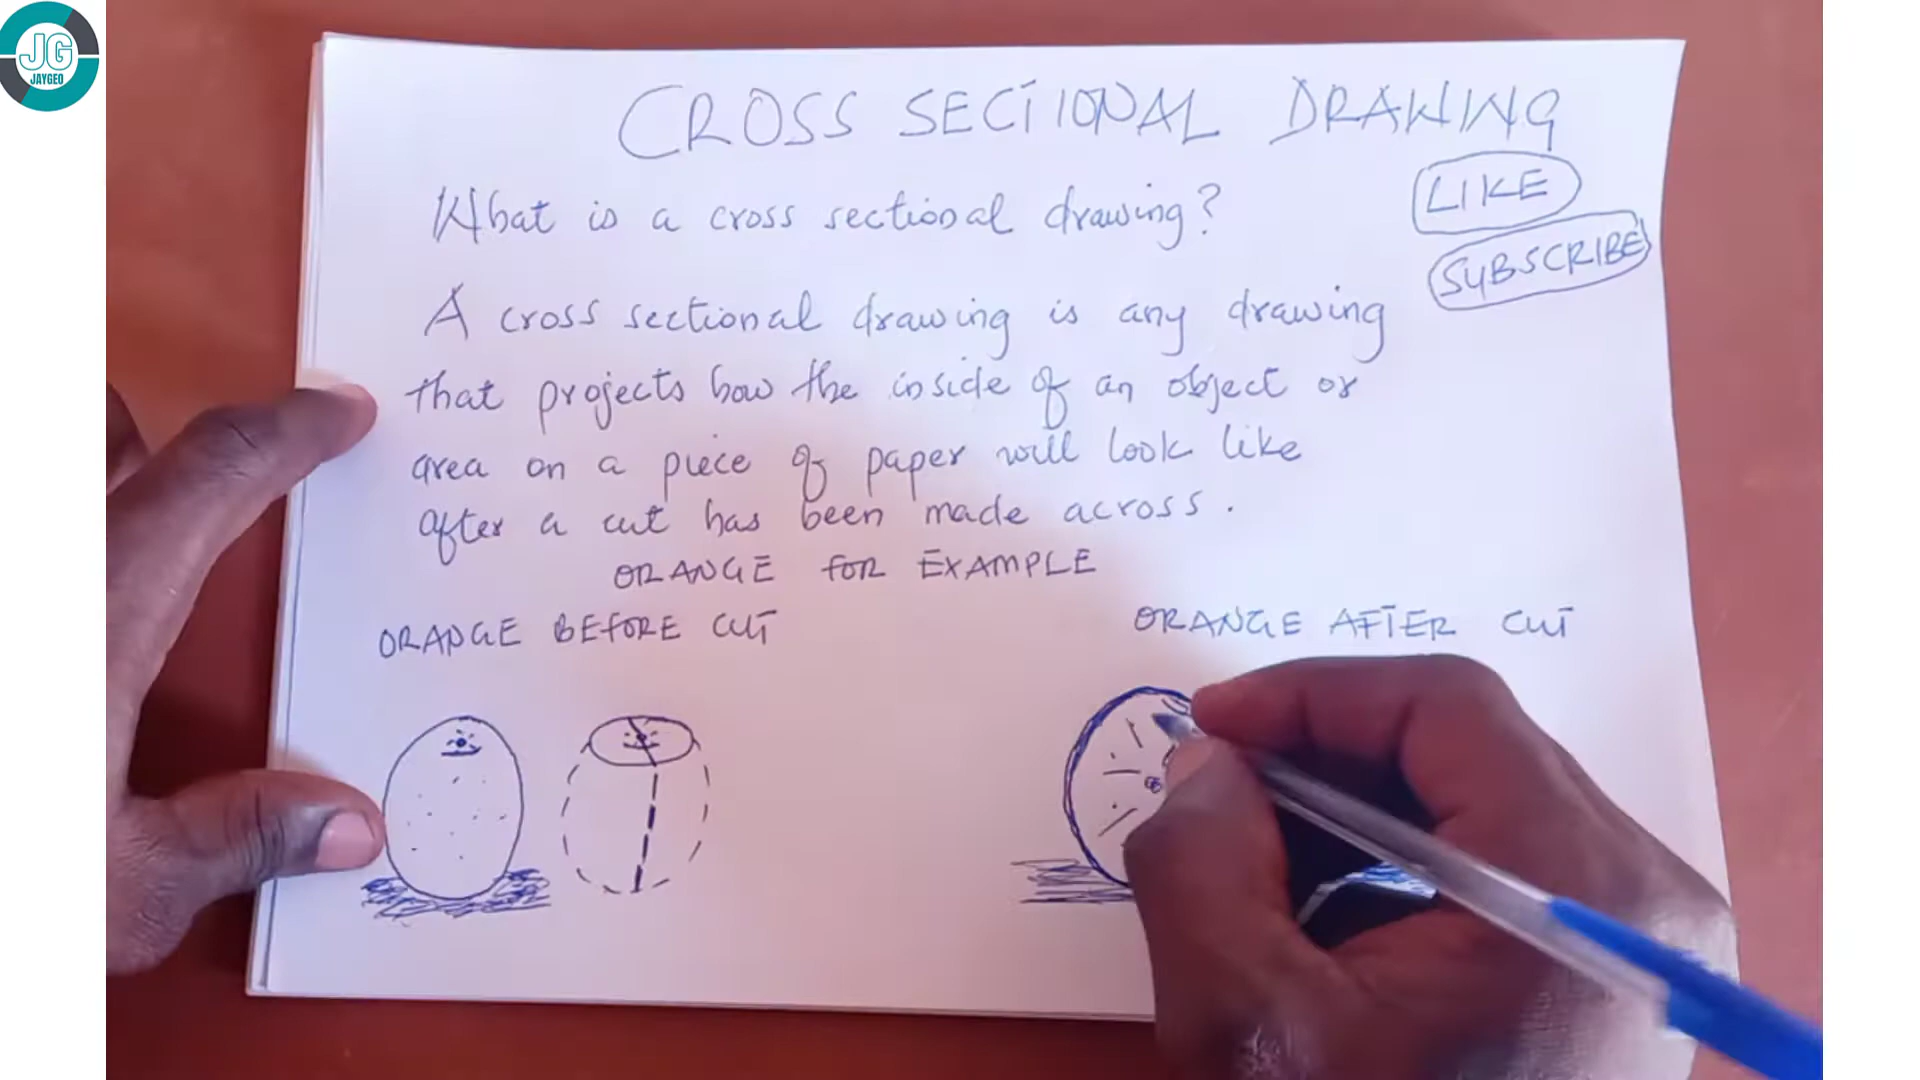 JG
JAYGEO
CROSS SECTIONAL DRAWING
What is a cross sectional drawing?
LIKE
SUBSCRIBE
A cross sectional drawing is any drawing
that projects how the inside of an object or
area on a piece of paper will look like
after a cut has been made across.
ORANGE FOR EXAMPLE
ORANGE BEFORE CUT
ORANGE AFTER CUT